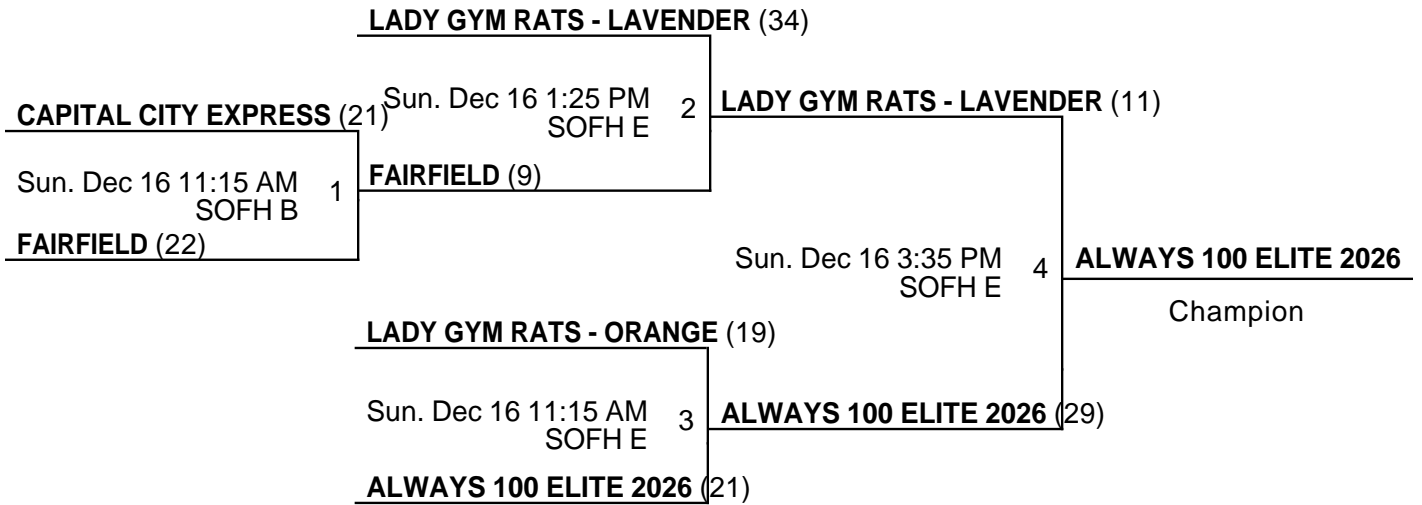 LADY GYM RATS - LAVENDER (34)
Sun. Dec 16 1:25 PM
SOFH E
2
LADY GYM RATS - LAVENDER (11)
CAPITAL CITY EXPRESS (21)
Sun. Dec 16 11:15 AM
SOFH B
1
FAIRFIELD (9)
FAIRFIELD (22)
Sun. Dec 16 3:35 PM
SOFH E
4
ALWAYS 100 ELITE 2026
Champion
LADY GYM RATS - ORANGE (19)
Sun. Dec 16 11:15 AM
SOFH E
3
ALWAYS 100 ELITE 2026 (29)
ALWAYS 100 ELITE 2026 (21)